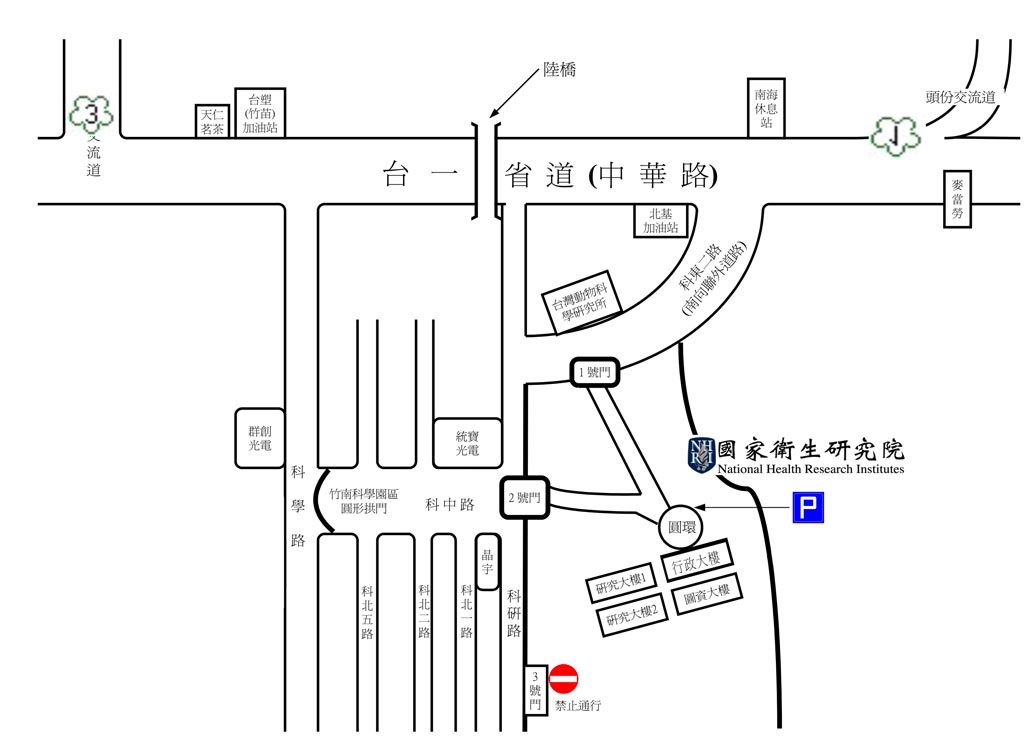 陸橋
3
交流道
天仁
茗茶
台塑
(竹苗)
加油站
南海
休息
站
頭份交流道
1
台一省道(中華路)
麥當勞
北基
加油站
科東二路
(南向聯外道路)
台灣動物科
學研究所
1號門
群創
光電
統寶
光電
科學路
竹南科學園區
圓形拱門
科中路
2號門
NH
RI
國家衛生研究院
National Health Research Institutes
P
圓環
行政大樓
研究大樓1
圖資大樓
研究大樓2
晶宇
科北五路
科北二路
科北一路
科研路
3號門
禁止通行